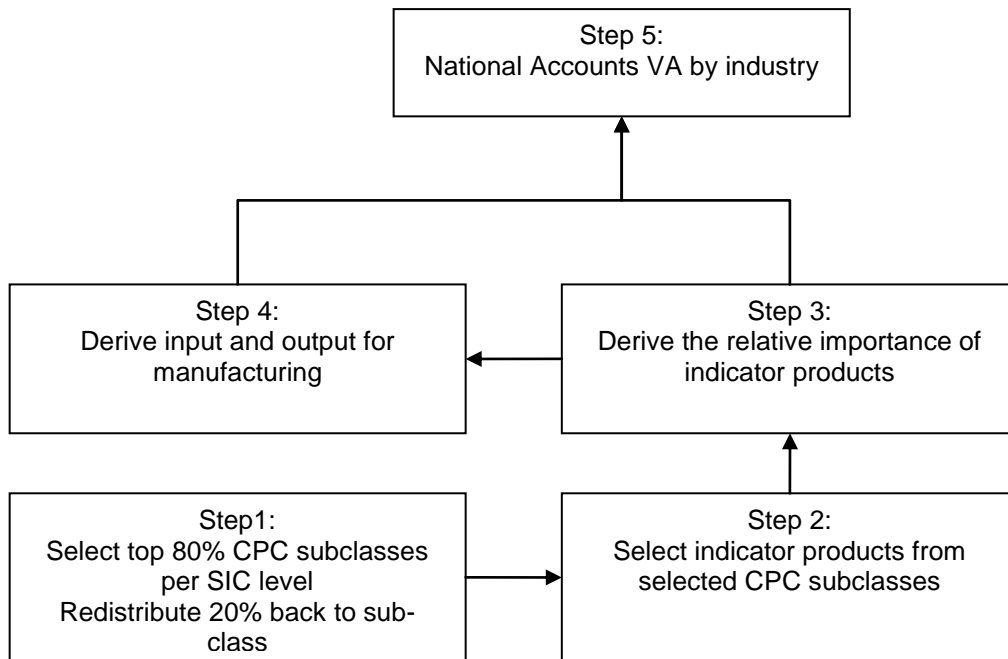 Step 5:
National Accounts VA by industry
Step 4:
Derive input and output for
manufacturing
Step 3:
Derive the relative importance of
indicator products
Step1:
Select top 80% CPC subclasses
per SIC level
Redistribute 20% back to sub-
class
Step 2:
Select indicator products from
selected CPC subclasses